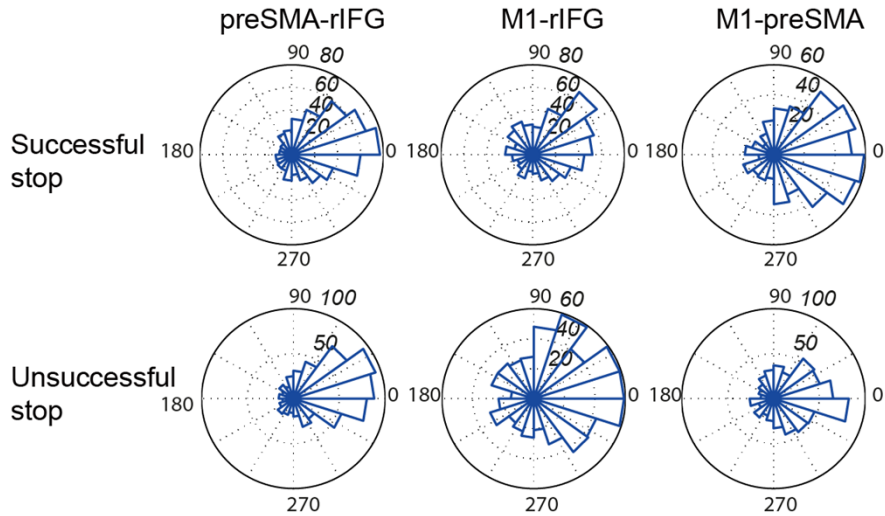 preSMA-rIFG M1-rIFG M1-preSMA
90 80 90 80 90 60
60 60
40 40
20 20 20
Successful
stop
180 0 180 0 180 0
270 270 270
90 100 90 60 90 100
50 40 50
20
Unsuccessful
stop
180 0 180 0 180 0
270 270 270